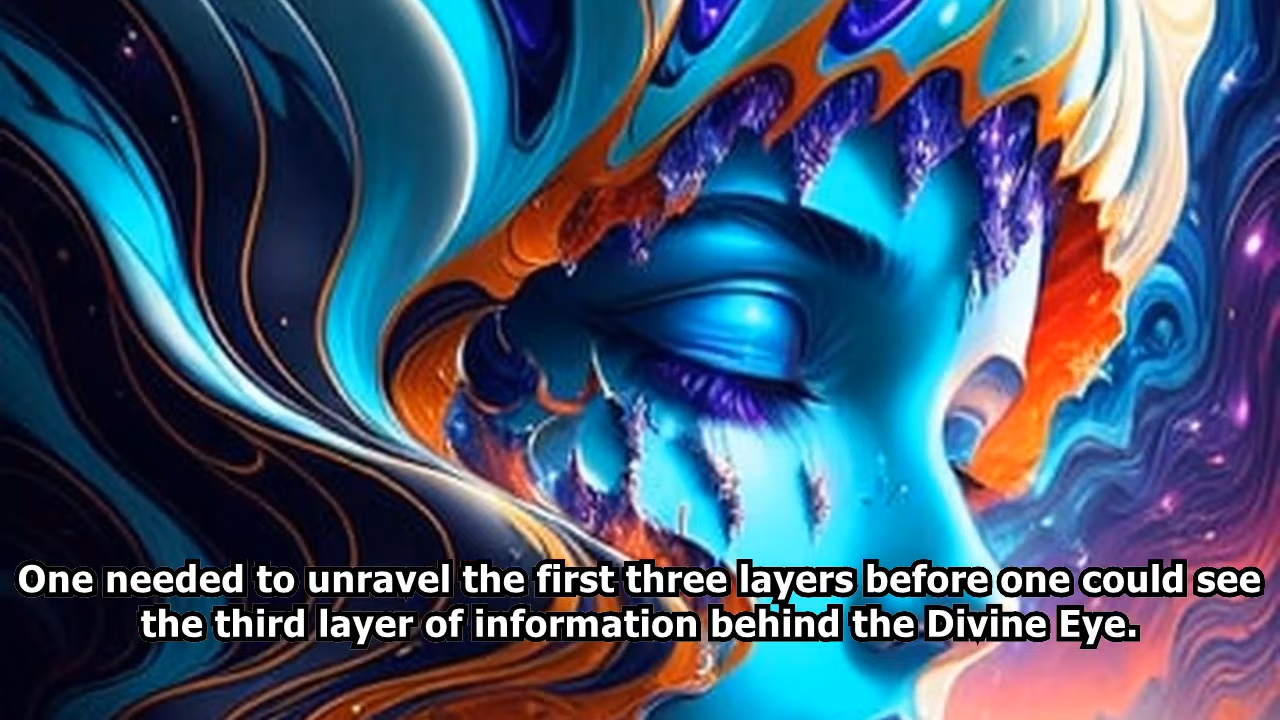 One needed to unravel the first three layers before one could see
the third layer of information behind the Divine Eye.